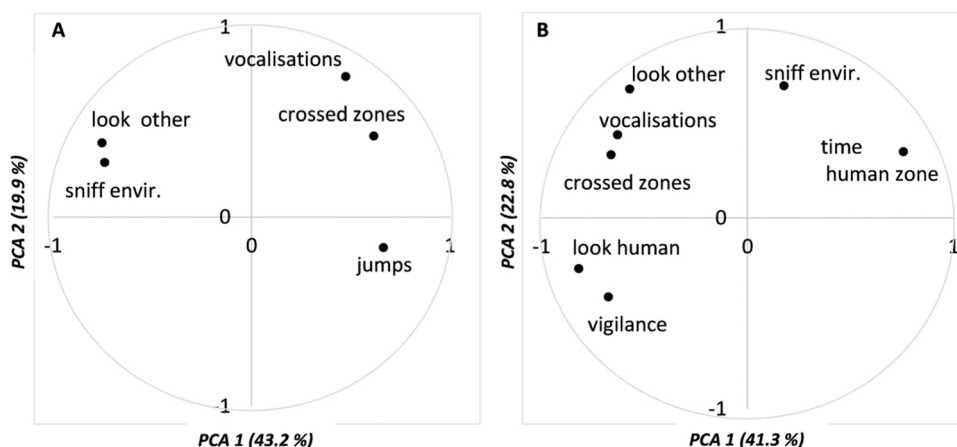 A
1
vocalisations
crossed zones
look other
sniff envir.
0
-1
0
1
jumps
-1
PCA 2 (19.9 %)
PCA 1 (43.2 %)
B
1
look other
sniff envir.
vocalisations
time
human zone
crossed zones
0
-1
0
1
look human
vigilance
-1
PCA 2 (22.8 %)
PCA 1 (41.3 %)